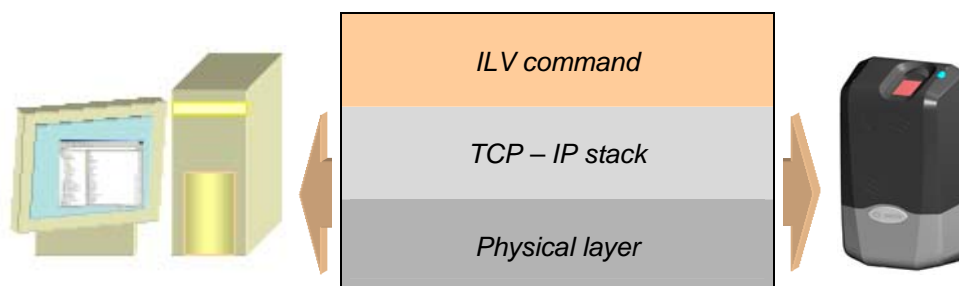 ILV command
TCP – IP stack
Physical layer